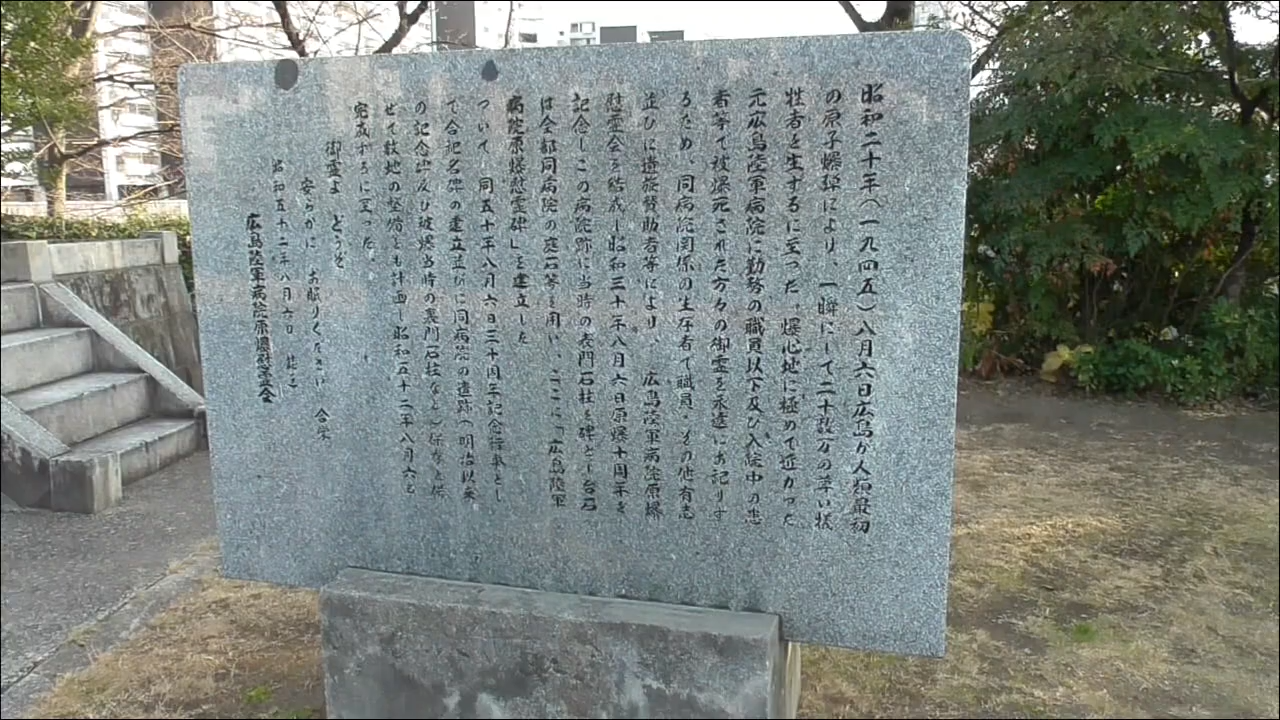 昭和二十年(一九四五)八月六日広島が人類最初
の原子爆弾により、一瞬にして二十数万の尊い犠
牲者を生ずるに至った。爆心地に極めて近かった
元広島陸軍病院に勤務の職員以下及び入院中の患
者等で被爆死された方々の御霊を永遠にお祀りす
るため、同病院関係の生存者で職員、その他有志
並びに遺族賛助者等により、広島陸軍病院原爆
慰霊会を結成し昭和三十年八月六日原爆十周年を
記念しこの病院跡に当時の表門石柱を碑とし台石
は全部同病院の庭石等を用い、ここに「広島陸軍
病院原爆慰霊碑」を建立した
ついで、同五十年八月六日三十周年記念行事とし
て合祀名碑の建立並びに同病院の遺跡(明治以来
の記念碑及び被爆当時の裏門石柱など)保存と併
せて敷地の整備とも計画し昭和五十二年八月六日
完成するに至った。
御霊よ どうぞ
安らかに お眠りください 合掌
昭和五十二年八月六日
広島陸軍病院原爆慰霊会